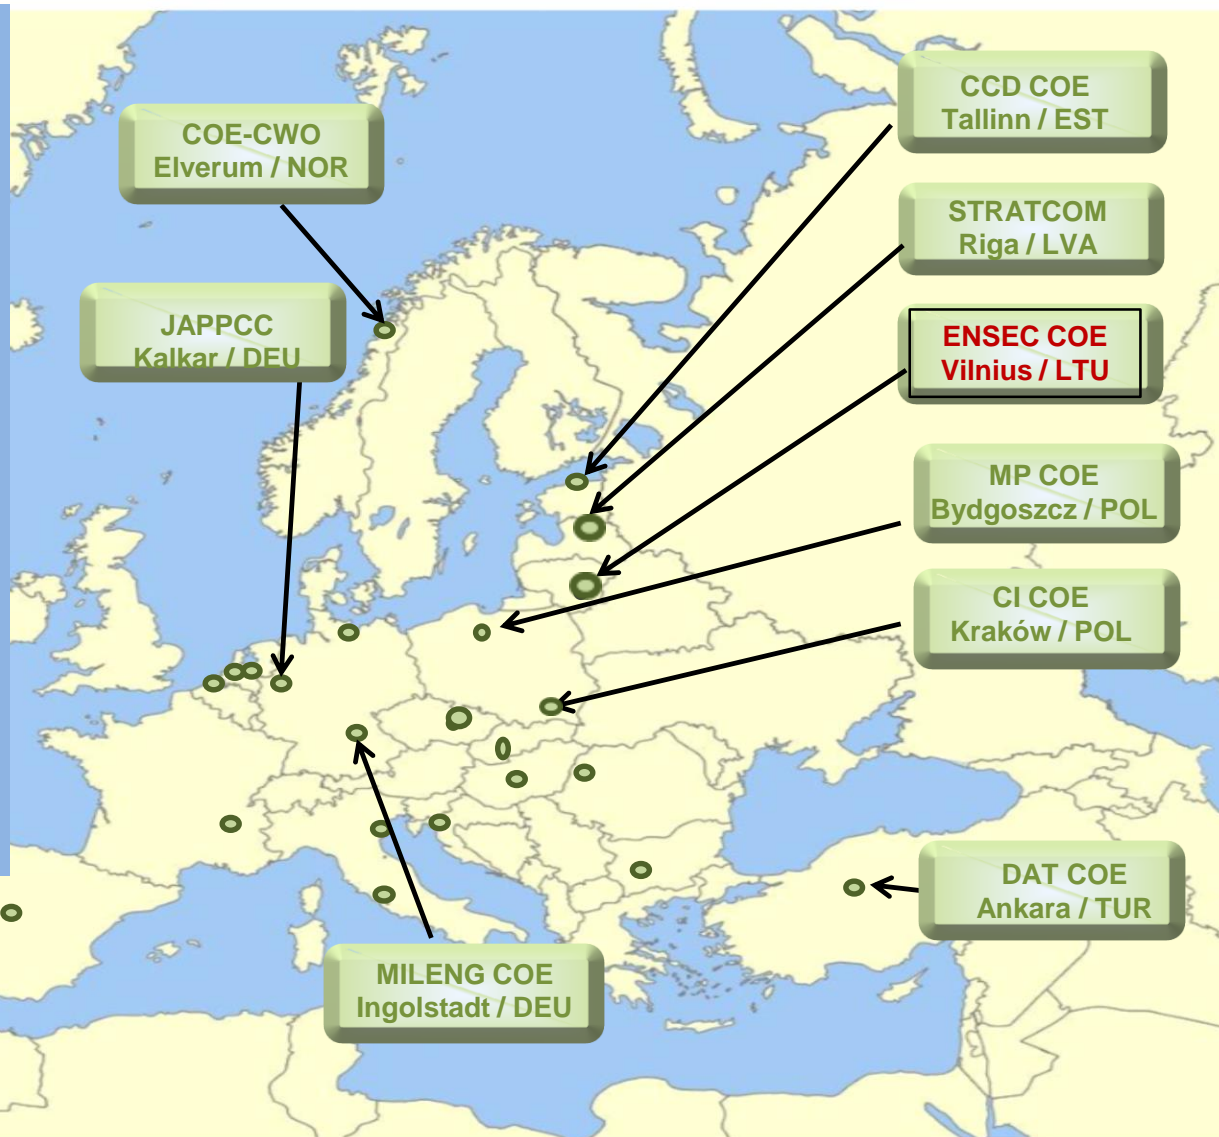 CCD COE
Tallinn / EST
COE-CWO
Elverum / NOR
STRATCOM
Riga / LVA
JAPPCC
Kalkar / DEU
ENSEC COE
Vilnius / LTU
MP COE
Bydgoszcz / POL
CI COE
Kraków / POL
DAT COE
Ankara / TUR
MILENG COE
Ingolstadt / DEU